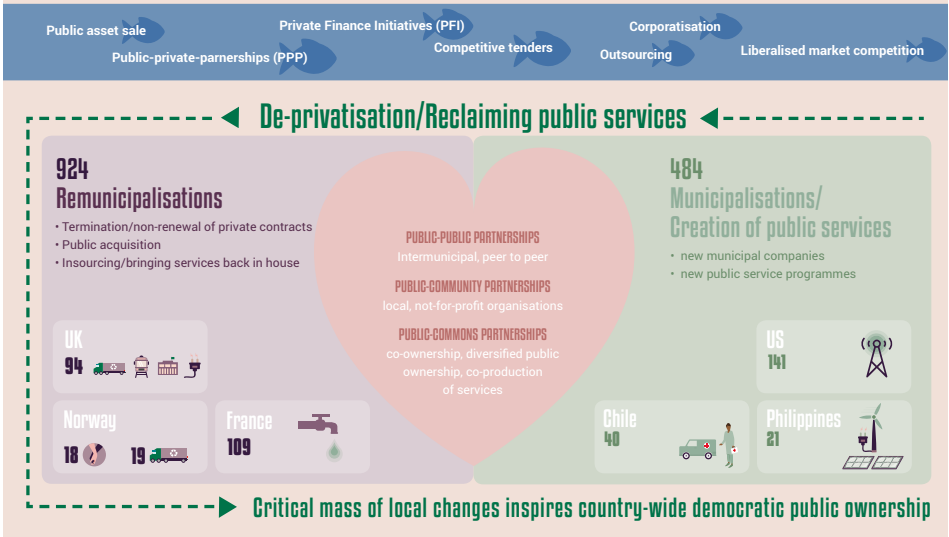 Public asset sale
Private Finance Initiatives (PFI)
Corporatisation
Public-private-parnerships (PPP)
Competitive tenders
Outsourcing
Liberalised market competition
De-privatisation/Reclaiming public services
924
Remunicipalisations
• Termination/non-renewal of private contracts
• Public acquisition
• Insourcing/bringing services back in house
PUBLIC-PUBLIC PARTNERSHIPS
Intermunicipal, peer to peer
PUBLIC-COMMUNITY PARTNERSHIPS
local, not-for-profit organisations
PUBLIC-COMMONS PARTNERSHIPS
co-ownership, diversified public
ownership, co-production
of services
484
Municipalisations/
Creation of public services
• new municipal companies
• new public service programmes
UK
94
Norway
18 19
France
109
US
141
Chile
40
Philippines
21
Critical mass of local changes inspires country-wide democratic public ownership